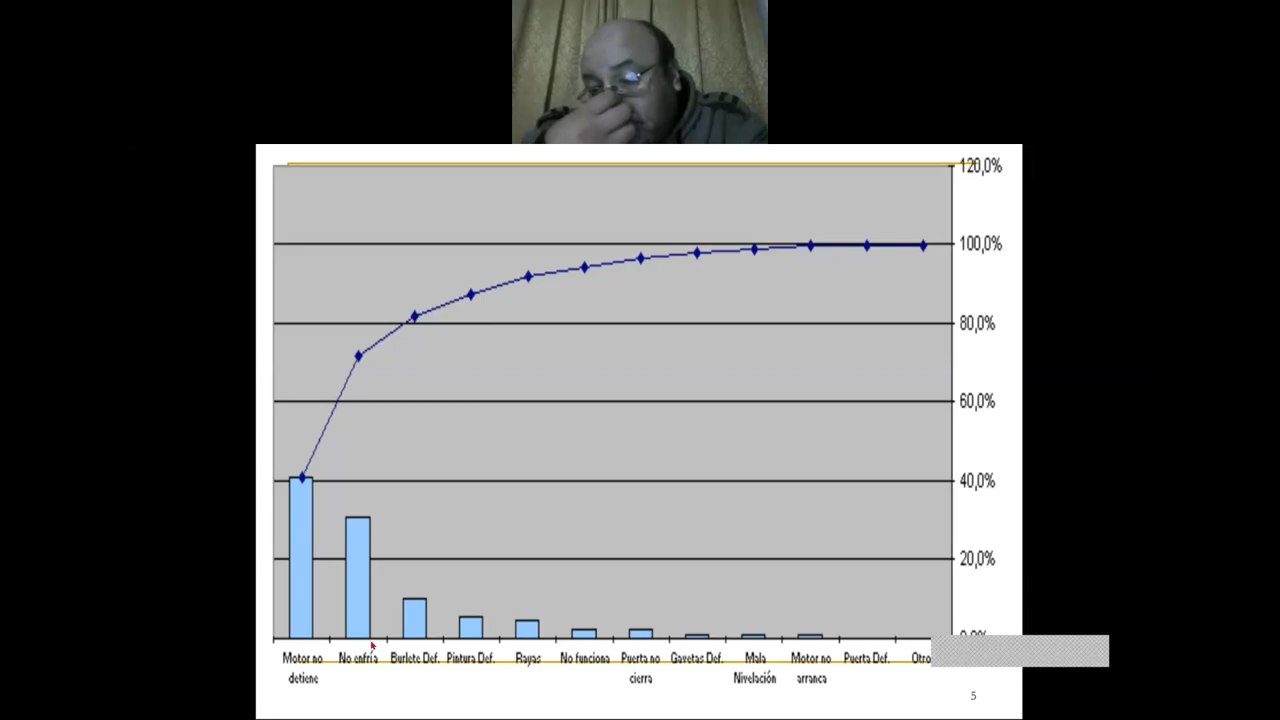 120,0%
100,0%
80,0%
60,0%
40,0%
20,0%
Motor no detiene
No enfría
Burlete Def.
Pintura Def.
Rayas
No funciona
Puerta no cierra
Gavetas Def.
Mala Nivelación
Motor no arranca
Puerta Def.
5